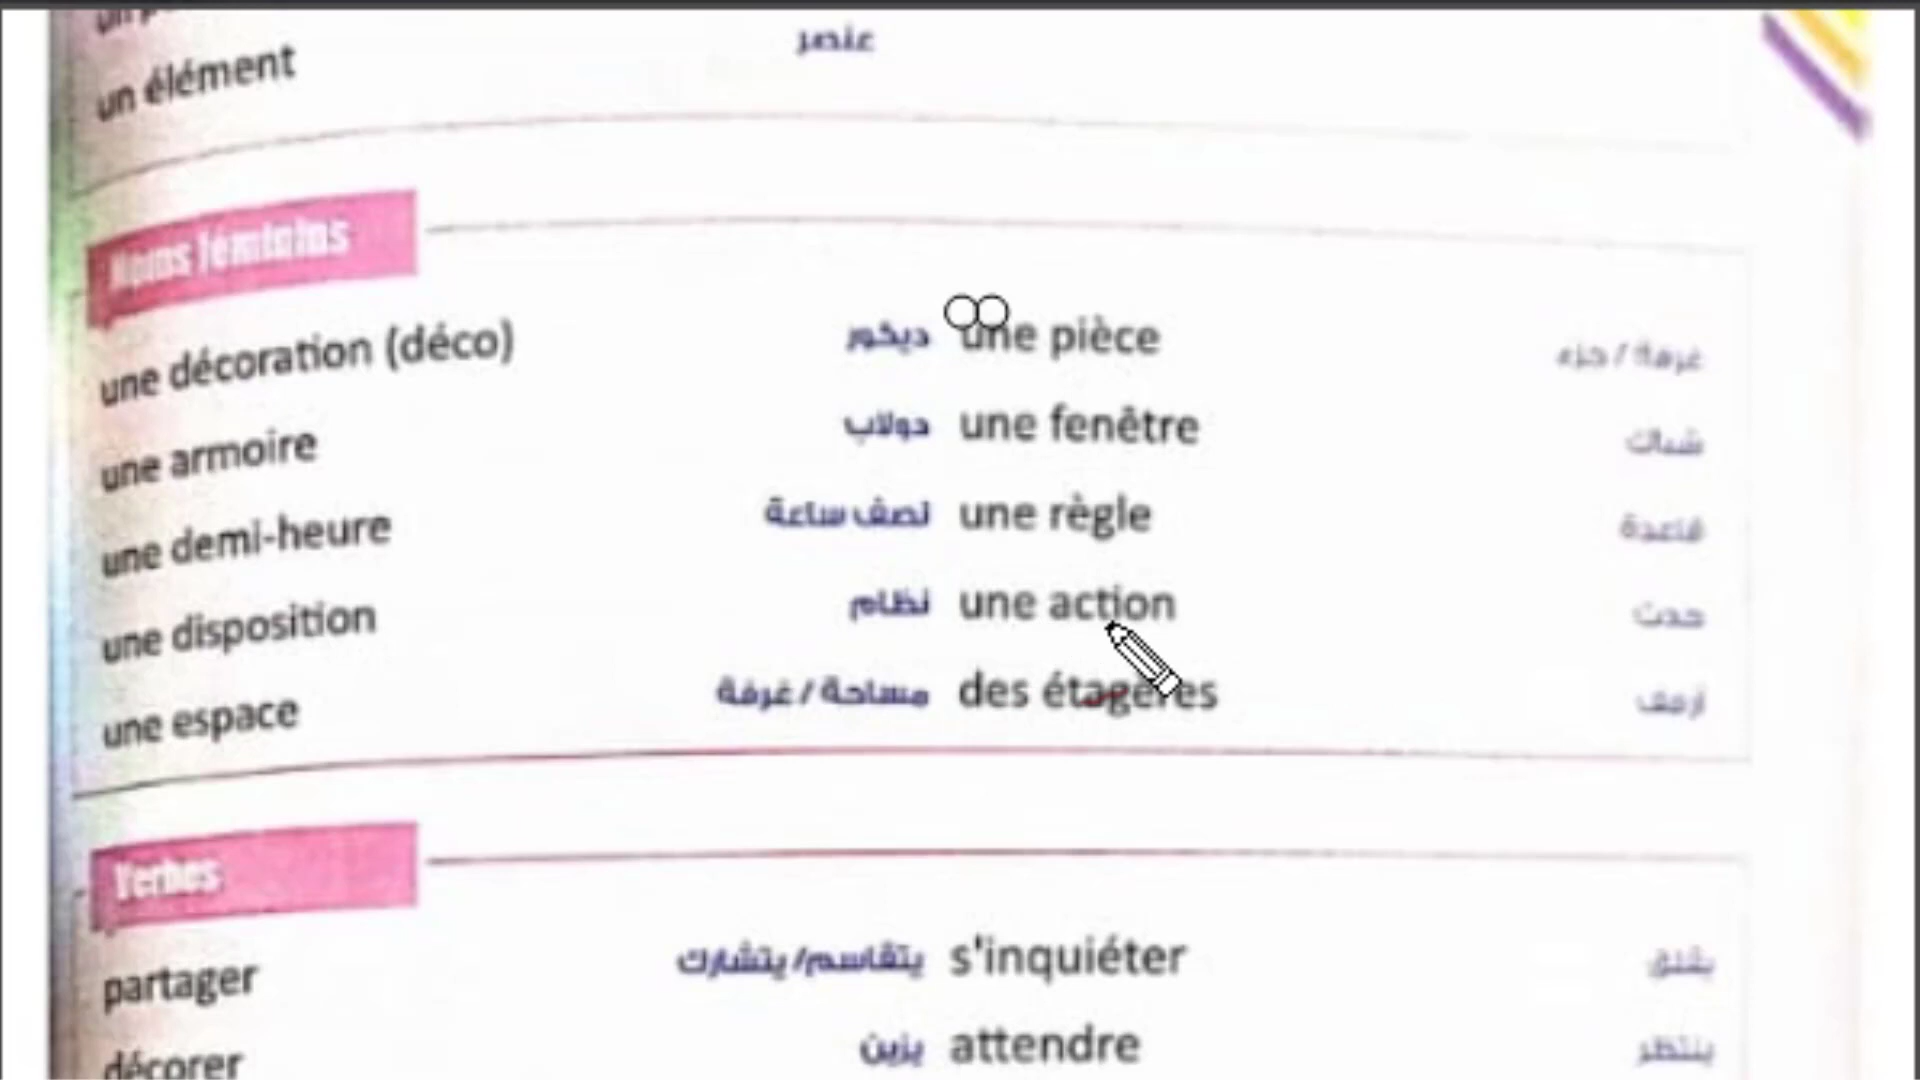 عنصر
un élément
Noms féminins
une décoration (déco) ديكور une pièce غرفة / جزء
une armoire دولاب une fenêtre شباك
une demi-heure نصف ساعة une règle قاعدة
une disposition نظام une action حدث
une espace مساحة / غرفة des étagères أرفف
Verbes
partager يتقاسم/ يتشارك s'inquiéter يقلق
décorer يزين attendre ينتظر